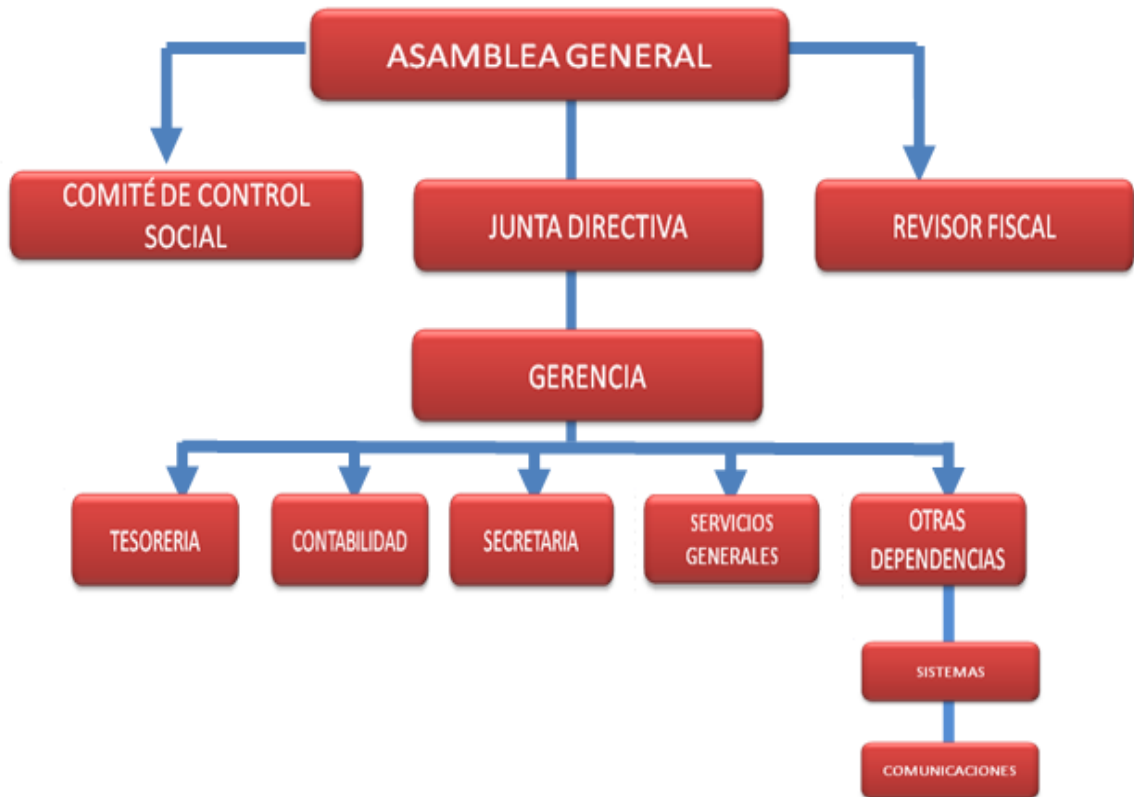 ASAMBLEA GENERAL
COMITÉ DE CONTROL
SOCIAL
JUNTA DIRECTIVA
REVISOR FISCAL
GERENCIA
TESORERIA
CONTABILIDAD
SECRETARIA
SERVICIOS
GENERALES
OTRAS
DEPENDENCIAS
SISTEMAS
COMUNICACIONES